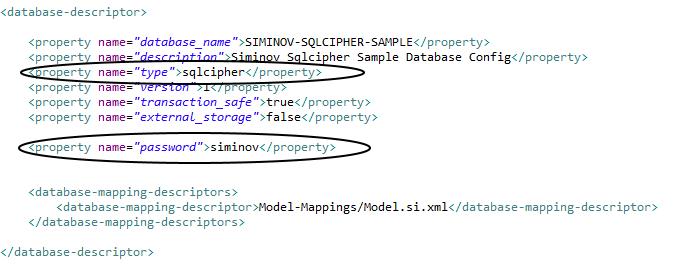 <database-descriptor>
<property name="database_name">SIMINOV-SQLCIPHER-SAMPLE</property>
<property name="description">Siminov Sqlcipher Sample Database Config</property>
<property name="type">sqlcipher</property>
<property name="version">1</property>
<property name="transaction_safe">true</property>
<property name="external_storage">false</property>
<property name="password">siminov</property>
<database-mapping-descriptors>
<database-mapping-descriptor>Model-Mappings/Model.si.xml</database-mapping-descriptor>
</database-mapping-descriptors>
</database-descriptor>